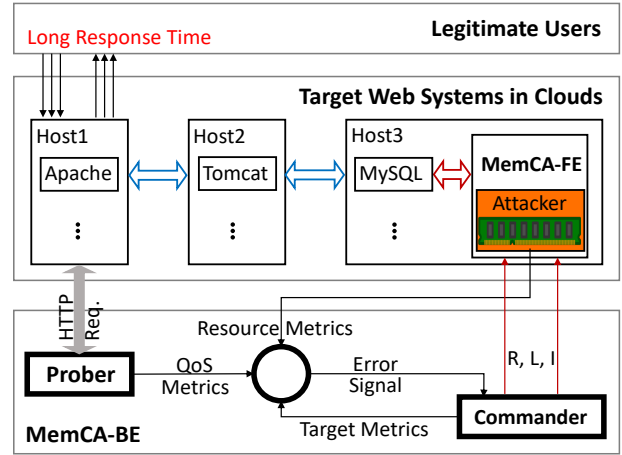 Legitimate Users
Long Response Time
Target Web Systems in Clouds
Host1
Host2
Host3
Apache
Tomcat
MySQL
MemCA-FE
Attacker
HTTP
Req.
Resource Metrics
R, L, I
Prober
QoS
Metrics
Error
Signal
Commander
Target Metrics
MemCA-BE